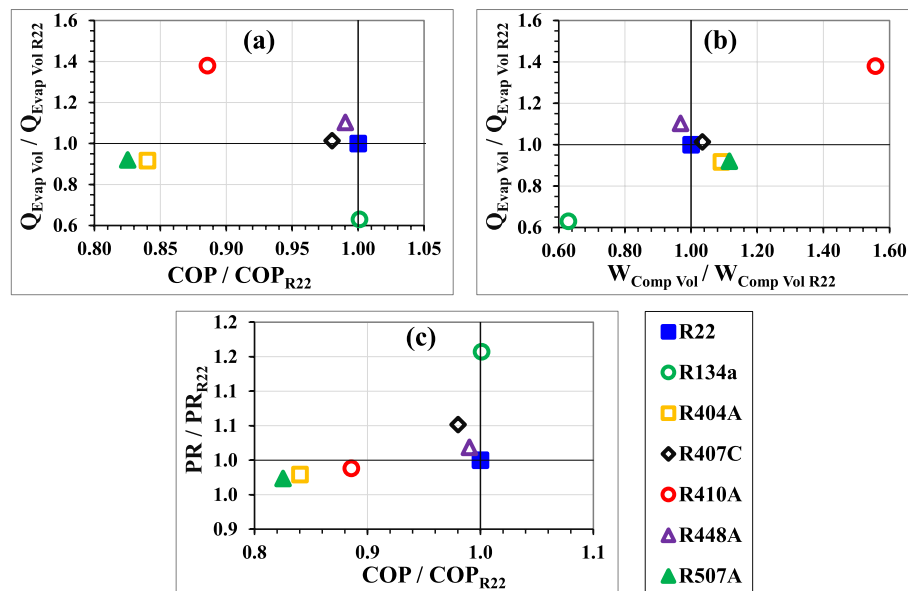 (a)
Q_Evap Vol / Q_Evap Vol R22
1.6
1.4
1.2
1.0
0.8
0.6
0.80 0.85 0.90 0.95 1.00 1.05
COP / COP_R22
(b)
Q_Evap Vol / Q_Evap Vol R22
1.6
1.4
1.2
1.0
0.8
0.6
0.60 0.80 1.00 1.20 1.40 1.60
W_Comp Vol / W_Comp Vol R22
(c)
PR / PR_R22
1.2
1.2
1.1
1.1
1.0
1.0
0.9
0.8 0.9 1.0 1.1
COP / COP_R22
R22
R134a
R404A
R407C
R410A
R448A
R507A